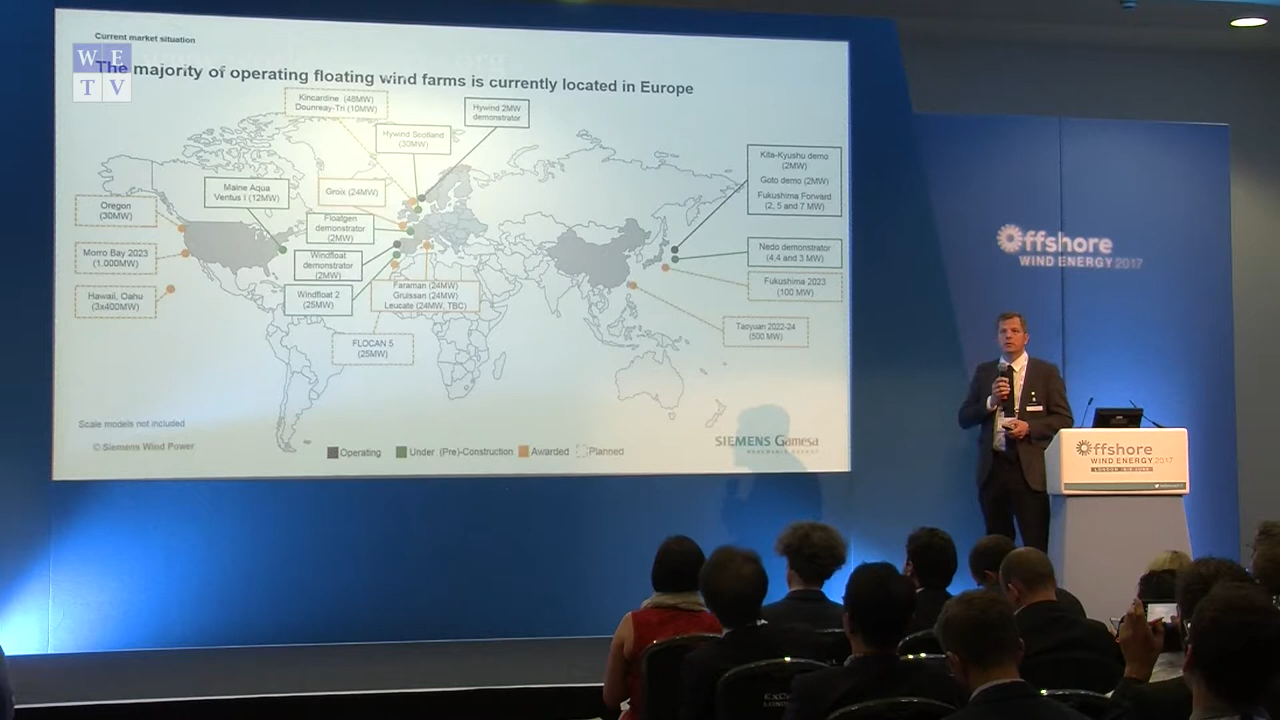 Current market situation
W E
T V
The majority of operating floating wind farms is currently located in Europe
Kincardine (48MW)
Dounreay-Tri (10MW)
Hywind 2MW
demonstrator
Hywind Scotland
(30MW)
Kita-Kyushu demo
(2MW)
Goto demo (2MW)
Fukushima Forward
(2, 5 and 7 MW)
Maine Aqua
Ventus I (12MW)
Groix (24MW)
Oregon
(30MW)
Floatgen
demonstrator
(2MW)
Morro Bay 2023
(1.000MW)
Windfloat
demonstrator
(2MW)
Nedo demonstrator
(4,4 and 3 MW)
Hawaii, Oahu
(3x400MW)
Windfloat 2
(25MW)
Faraman (24MW)
Gruissan (24MW)
Leucate (24MW, TBC)
Fukushima 2023
(100 MW)
FLOCAN 5
(25MW)
Taoyuan 2022-24
(500 MW)
Scale models not included
© Siemens Wind Power
Operating
Under (Pre)-Construction
Awarded
Planned
SIEMENS Gamesa
RENEWABLE ENERGY
Offshore
WIND ENERGY 2017
Offshore
WIND ENERGY 2017
EXCEL
LONDON